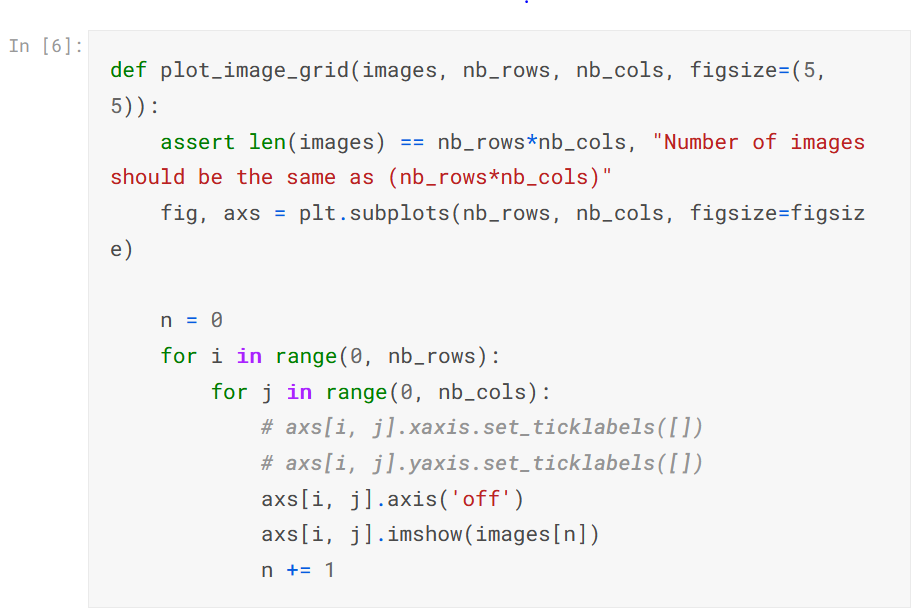 In [6]:
def plot_image_grid(images, nb_rows, nb_cols, figsize=(5,
5)):
    assert len(images) == nb_rows*nb_cols, "Number of images
should be the same as (nb_rows*nb_cols)"
    fig, axs = plt.subplots(nb_rows, nb_cols, figsize=figsiz
e)

    n = 0
    for i in range(0, nb_rows):
        for j in range(0, nb_cols):
            # axs[i, j].xaxis.set_ticklabels([])
            # axs[i, j].yaxis.set_ticklabels([])
            axs[i, j].axis('off')
            axs[i, j].imshow(images[n])
            n += 1